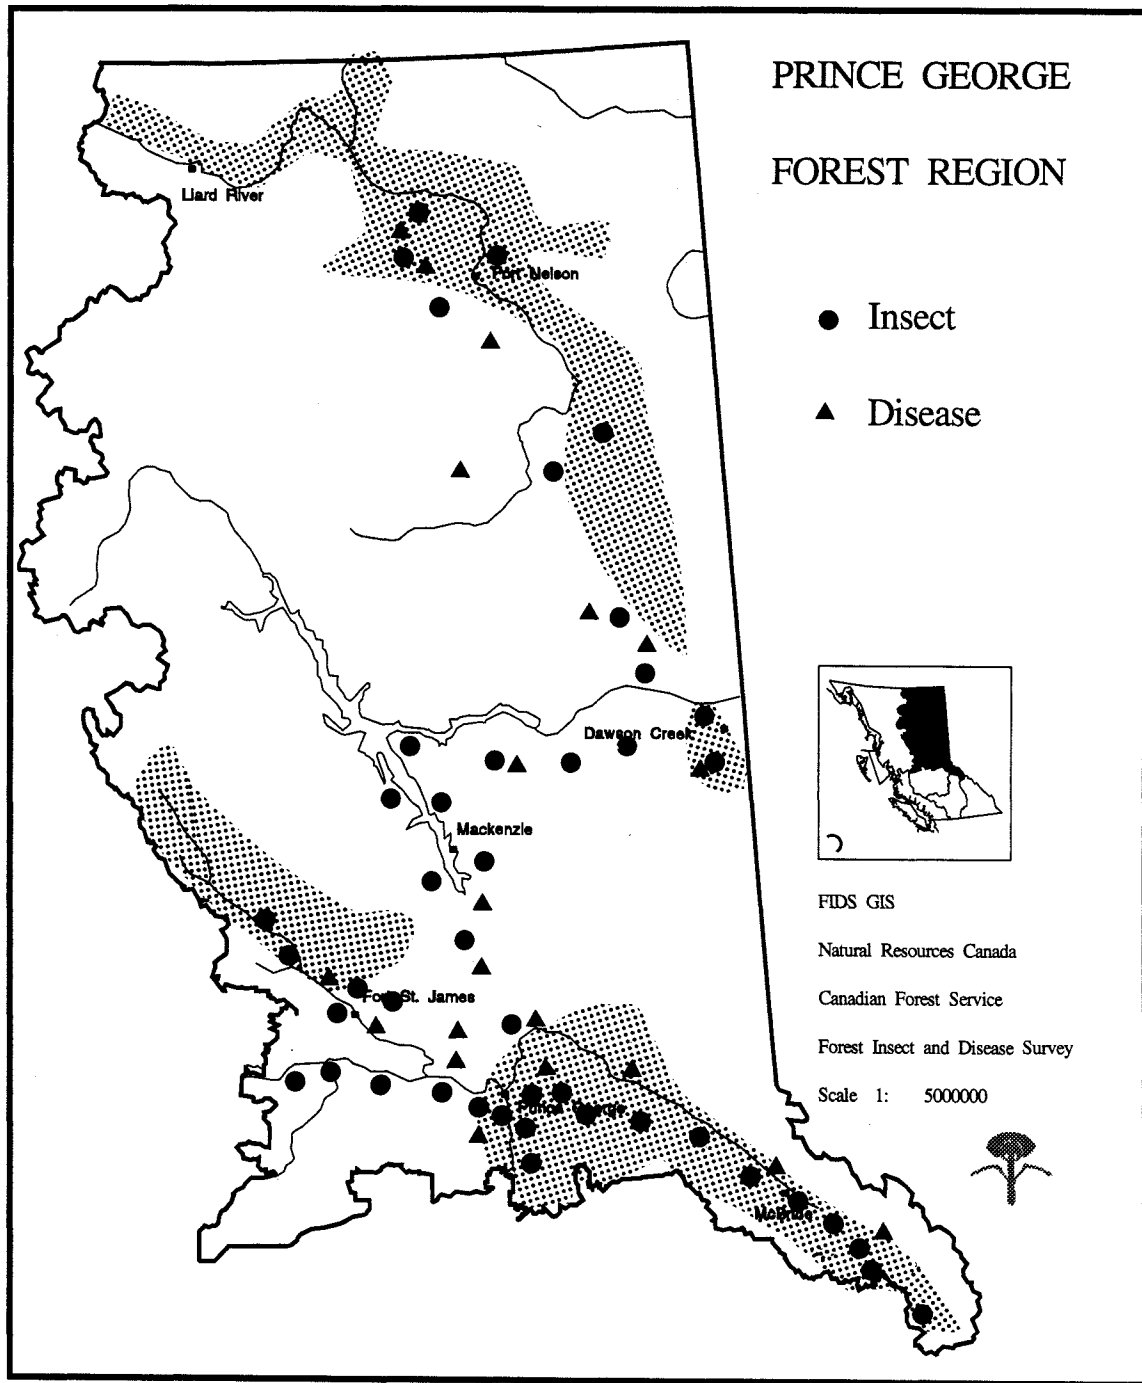 PRINCE GEORGE
FOREST REGION
Liard River
Fort Nelson
Insect
Disease
Dawson Creek
Mackenzie
Fort St. James
Prince George
McBride
FIDS GIS
Natural Resources Canada
Canadian Forest Service
Forest Insect and Disease Survey
Scale 1: 5000000